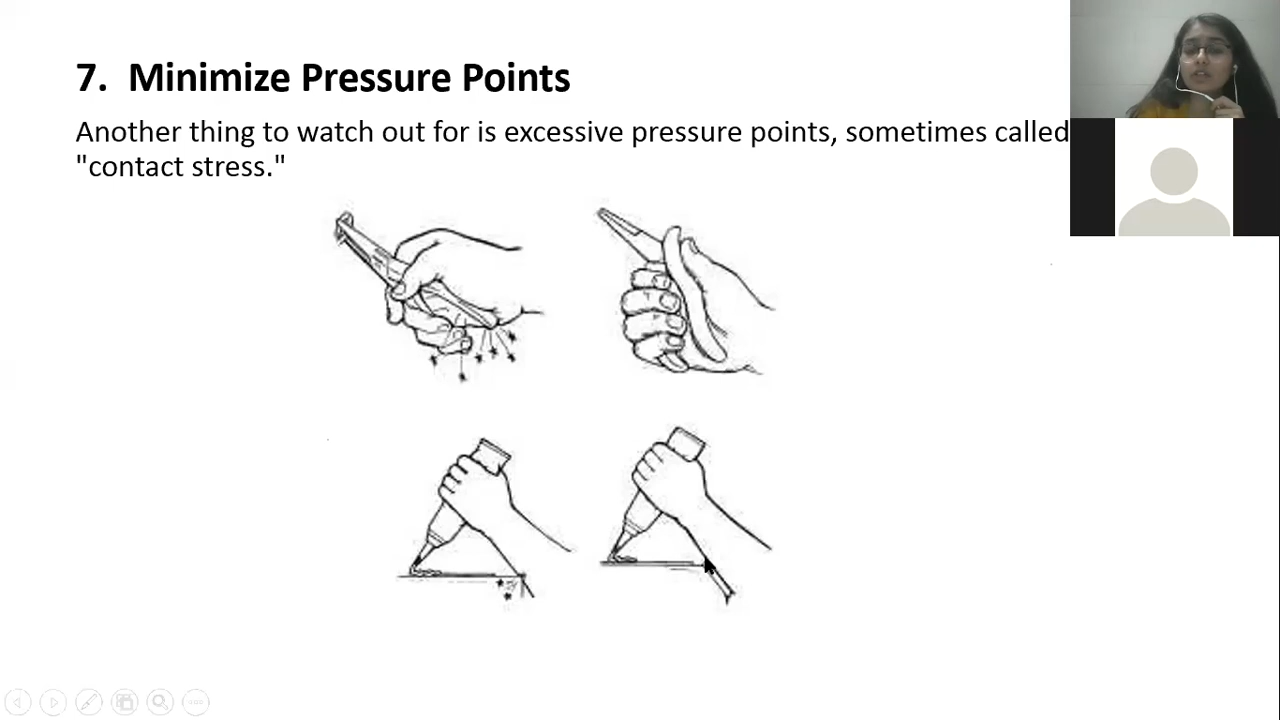 7. Minimize Pressure Points
Another thing to watch out for is excessive pressure points, sometimes called
"contact stress."